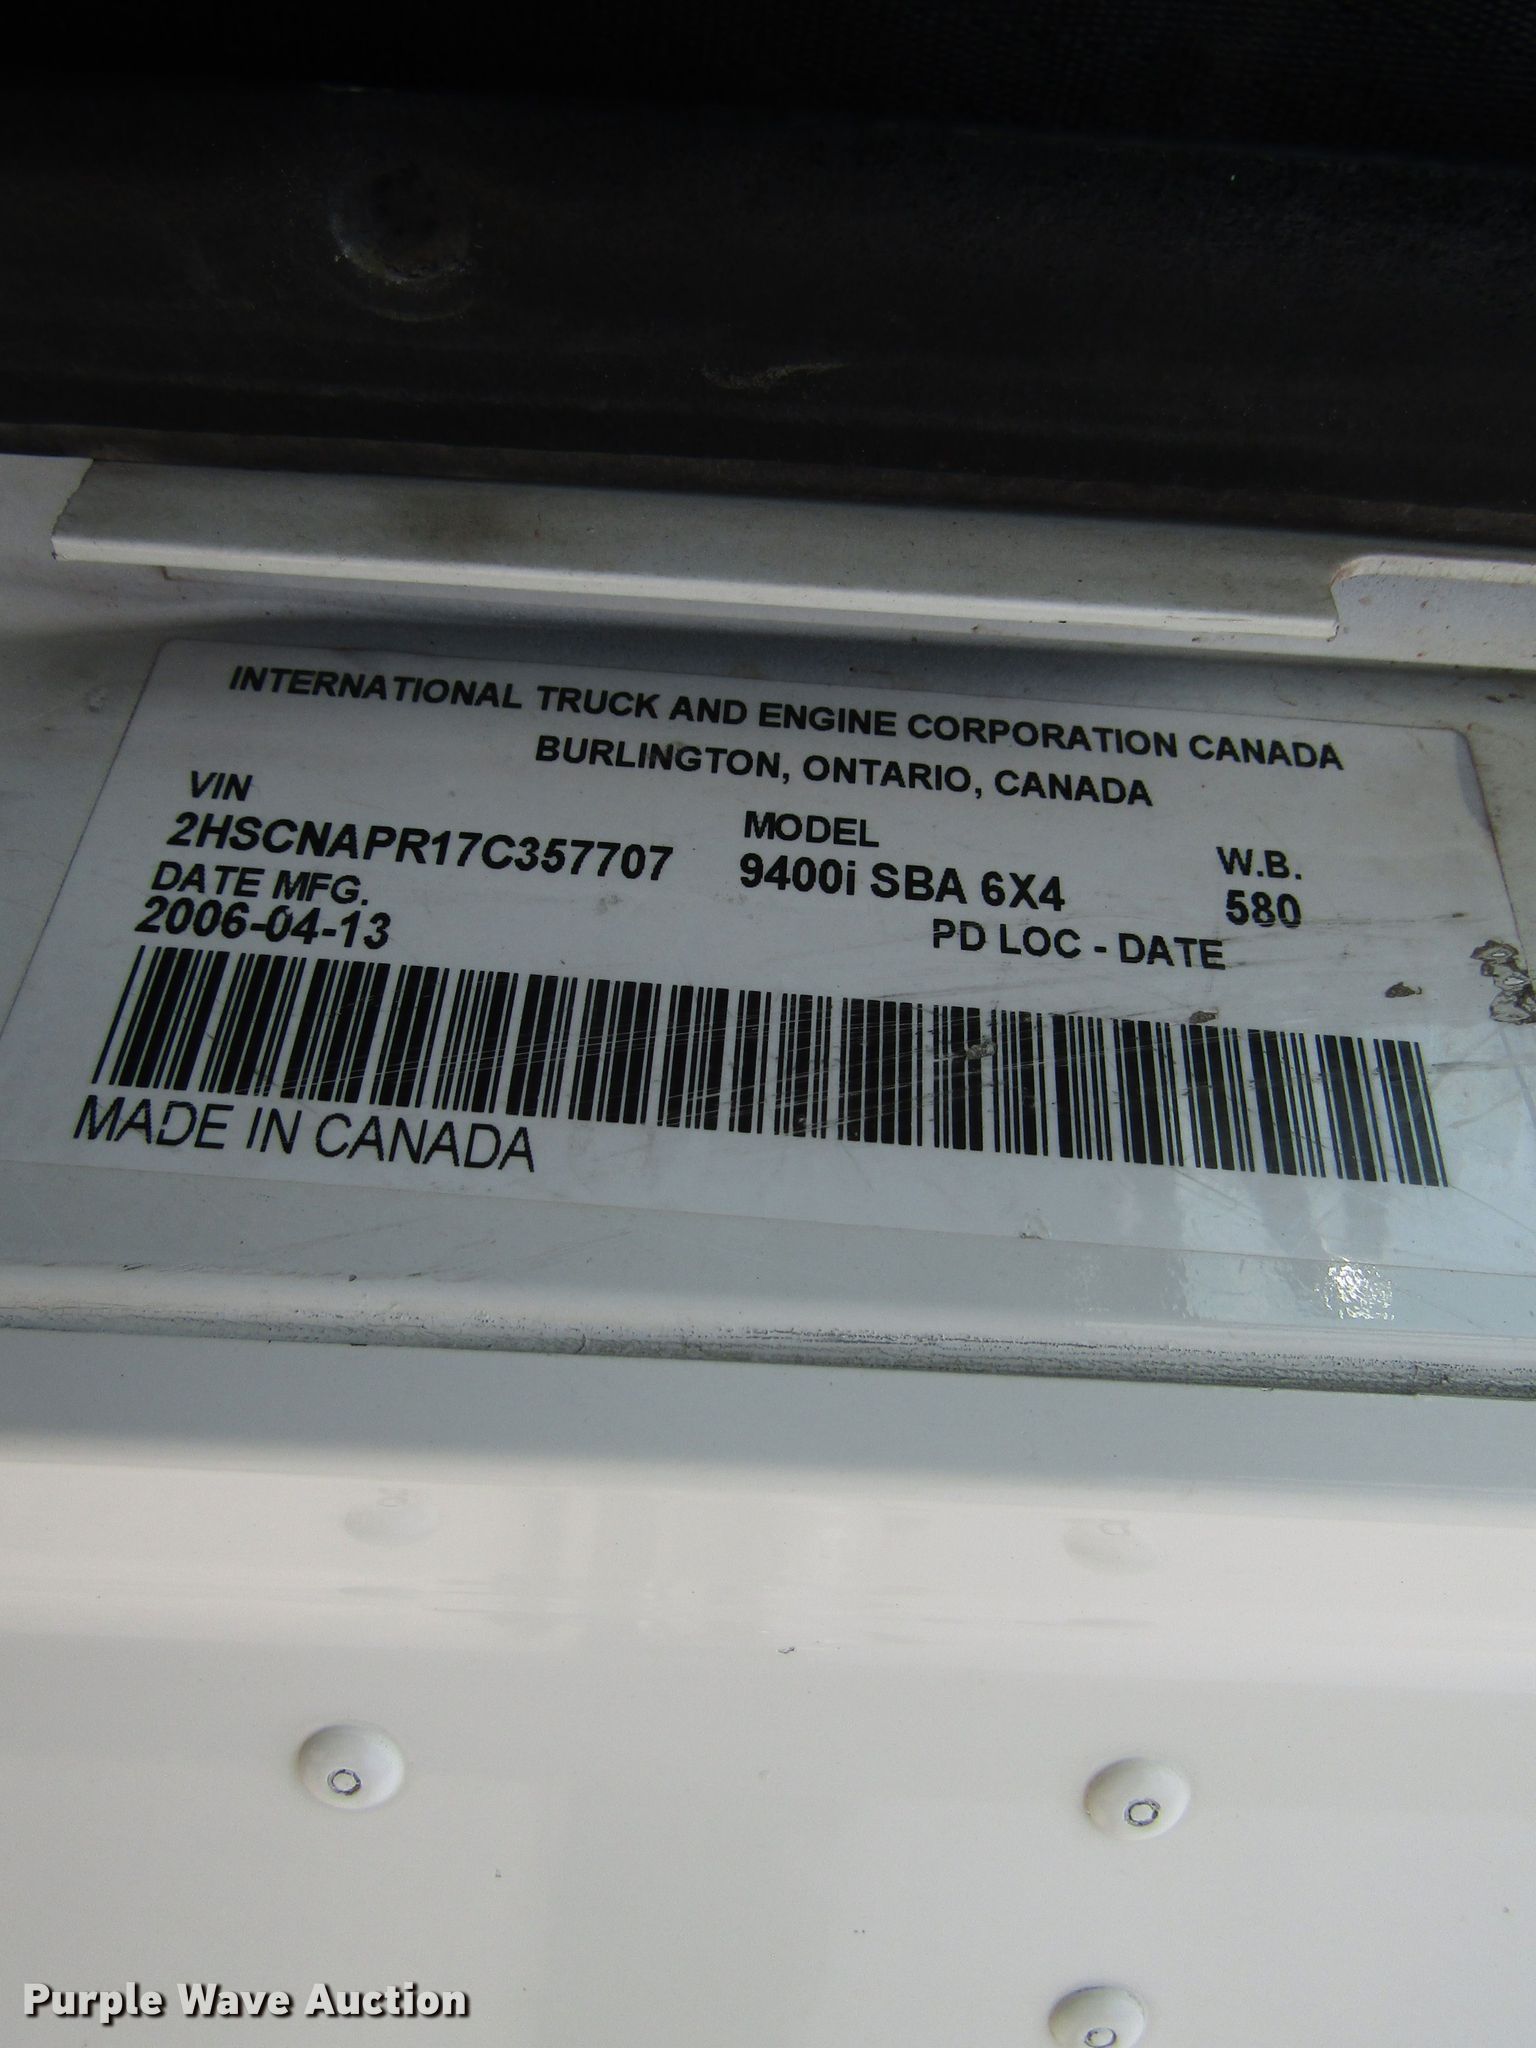 INTERNATIONAL TRUCK AND ENGINE CORPORATION CANADA
BURLINGTON, ONTARIO, CANADA
VIN MODEL W.B.
2HSCNAPR17C357707 9400i SBA 6X4 580
DATE MFG. PD LOC - DATE
2006-04-13
MADE IN CANADA
Purple Wave Auction